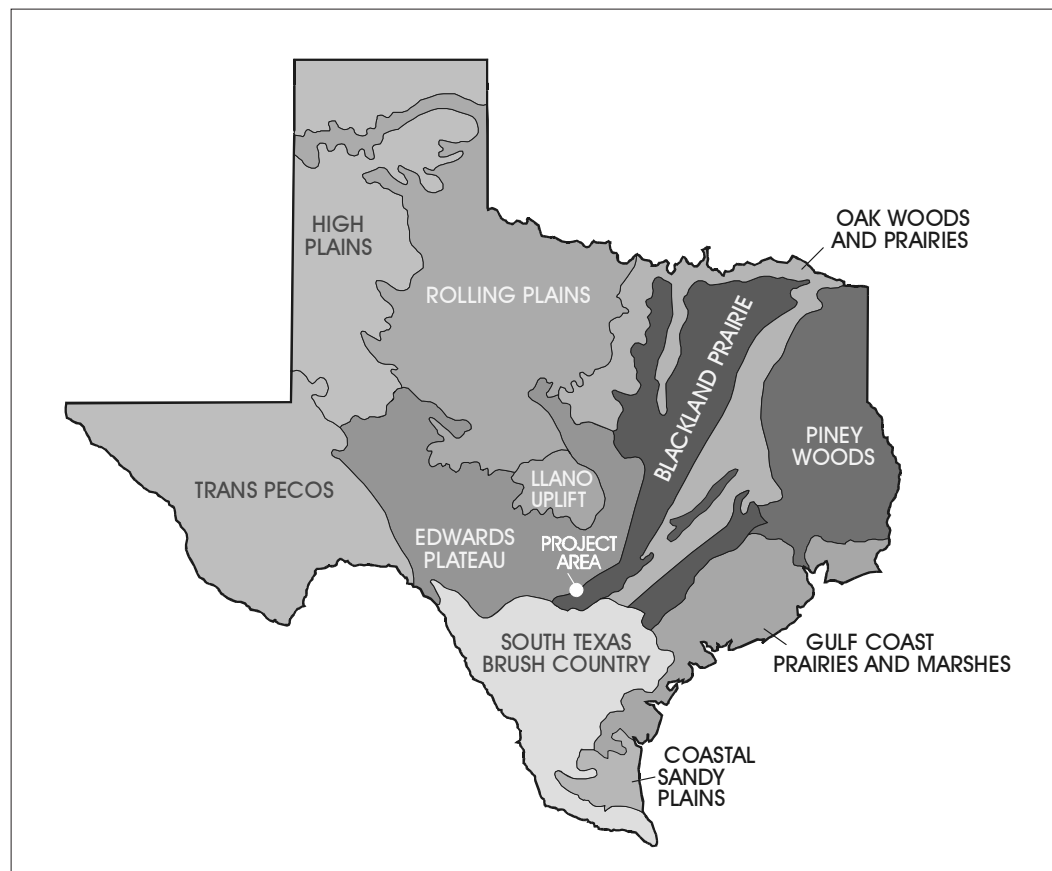 OAK WOODS
AND PRAIRIES
HIGH
PLAINS
ROLLING PLAINS
BLACKLAND PRAIRIE
PINEY
WOODS
TRANS PECOS
LLANO
UPLIFT
EDWARDS
PLATEAU
PROJECT
AREA
SOUTH TEXAS
BRUSH COUNTRY
GULF COAST
PRAIRIES AND MARSHES
COASTAL
SANDY
PLAINS